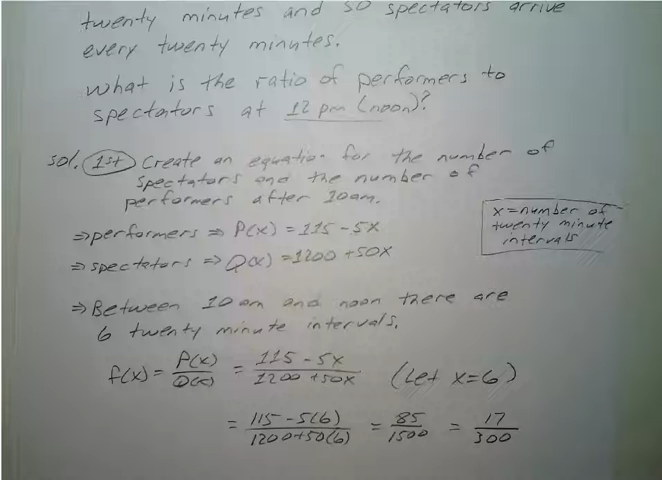 twenty minutes and 50 spectators arrive
every twenty minutes.
what is the ratio of performers to
spectators at 12 pm (noon)?
sol. 1st Create an equation for the number of
spectators and the number of
performers after 10am.
x = number of
twenty minute
intervals
⇒ performers ⇒ P(x) = 115 - 5x
⇒ spectators ⇒ Q(x) = 1200 + 50x
⇒ Between 10 am and noon there are
6 twenty minute intervals.
f(x) = P(x)/Q(x) = 115 - 5x/1200 + 50x (Let x = 6)
= 115 - 5(6)/1200 + 50(6) = 85/1500 = 17/300